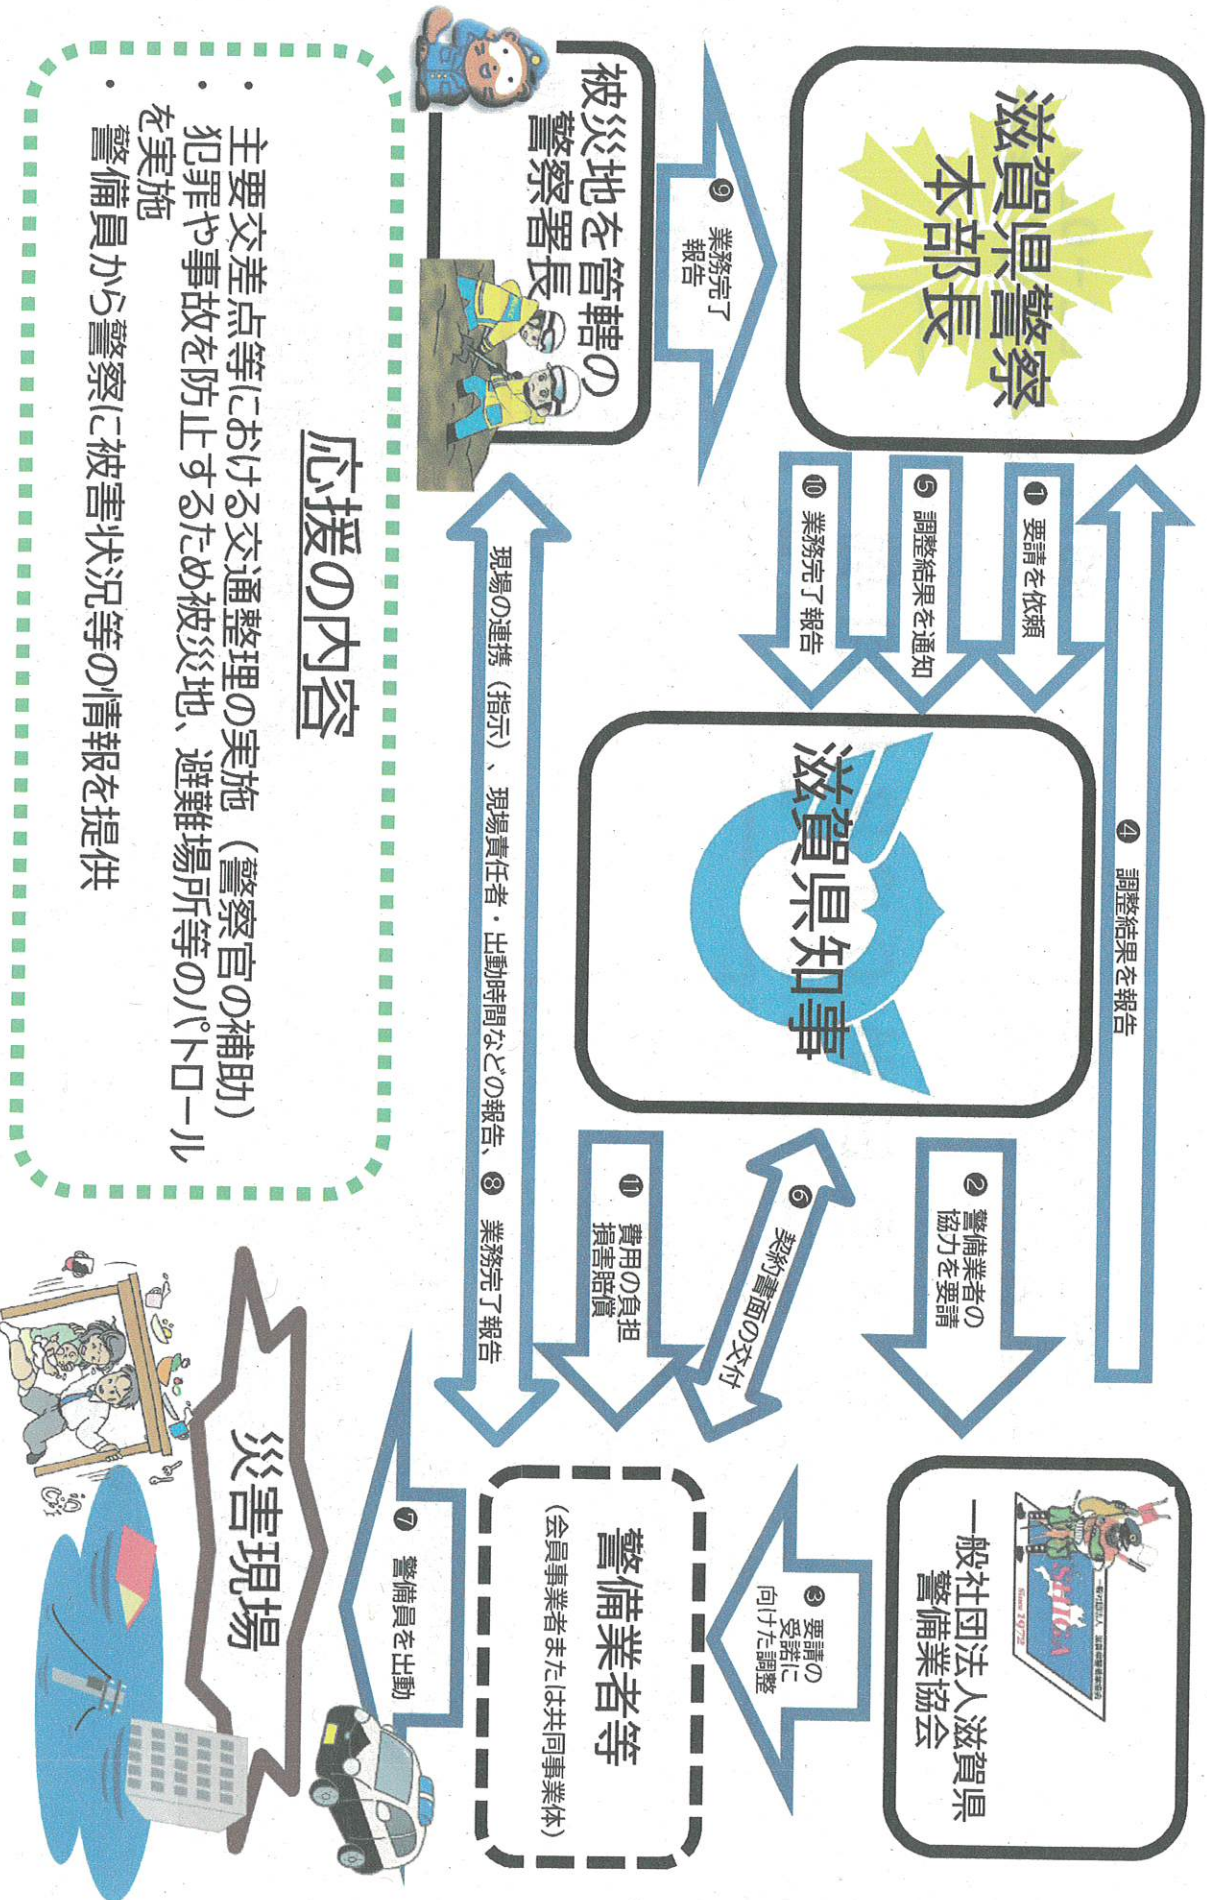 滋賀県警察
本部長
❶ 要請を依頼
❺ 調整結果を通知
❿ 業務完了報告
❹ 調整結果を報告
滋賀県知事
❷ 警備業者の
協力を要請
一般社団法人滋賀県
警備業協会
SHIGA
Since 1972
❾ 業務完了
報告
❻ 契約書面の交付
⓫ 費用の負担
損害賠償
❸ 要請の
受諾に
向けた調整
被災地を管轄の
警察署長
現場の連携（指示）、現場責任者・出動時間などの報告、❽ 業務完了報告
警備業者等
（会員事業者または共同事業体）
❼ 警備員を出動
災害現場
応援の内容
・ 主要交差点等における交通整理の実施（警察官の補助）
・ 犯罪や事故を防止するため被災地、避難場所等のパトロール
を実施
・ 警備員から警察に被害状況等の情報を提供